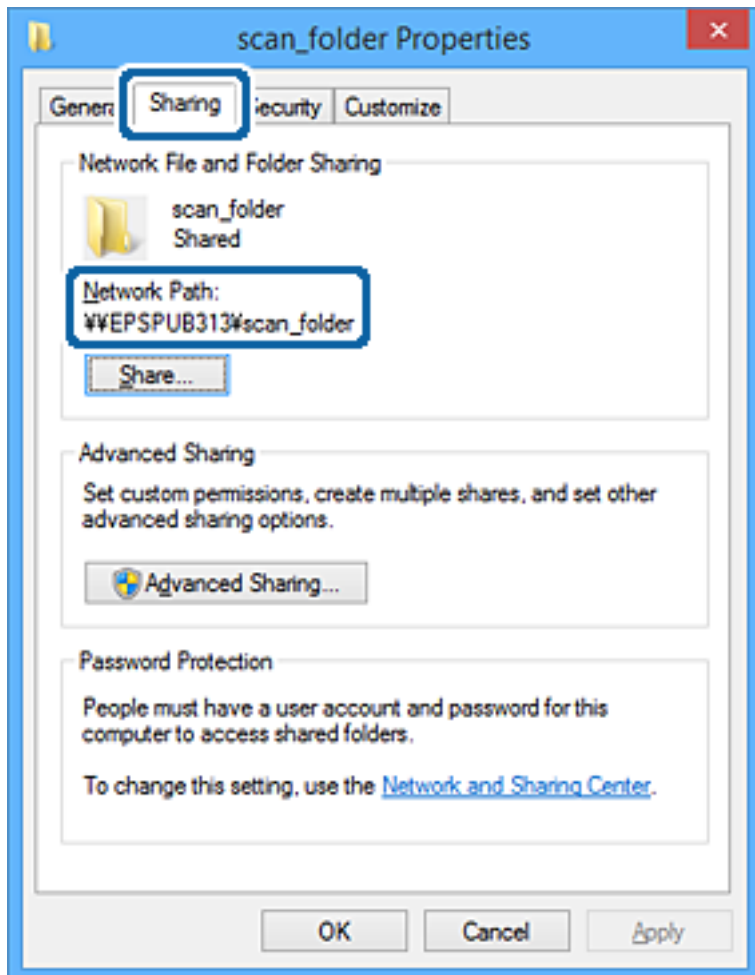 scan_folder Properties
Sharing
Customize
Network File and Folder Sharing
scan_folder
Shared
Network Path:
¥¥EPSPUB313¥scan_folder
Share...
Advanced Sharing
Set custom permissions, create multiple shares, and set other
advanced sharing options.
Advanced Sharing...
Password Protection
People must have a user account and password for this
computer to access shared folders.
To change this setting, use the Network and Sharing Center.
OK Cancel Apply